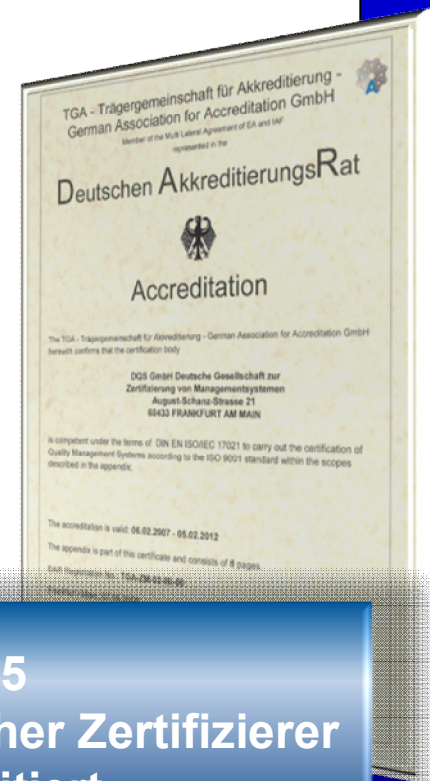 TGA - Trägergemeinschaft für Akkreditierung -
German Association for Accreditation GmbH
Member of the Multi Lateral Agreement of EA and IAF
represented in the
Deutschen AkkreditierungsRat
Accreditation
The TGA - Trägergemeinschaft für Akkreditierung - German Association for Accreditation GmbH
herewith confirms that the certification body
DQS GmbH Deutsche Gesellschaft zur
Zertifizierung von Managementsystemen
August-Schanz-Strasse 21
60433 FRANKFURT AM MAIN
is competent under the terms of DIN EN ISO/IEC 17021 to carry out the certification of
Quality Management Systems according to the ISO 9001 standard within the scopes
described in the appendix.
The accreditation is valid: 06.02.2007 - 05.02.2012
The appendix is part of this certificate and consists of 8 pages.
DAR Registration No.:
5
her Zertifizierer